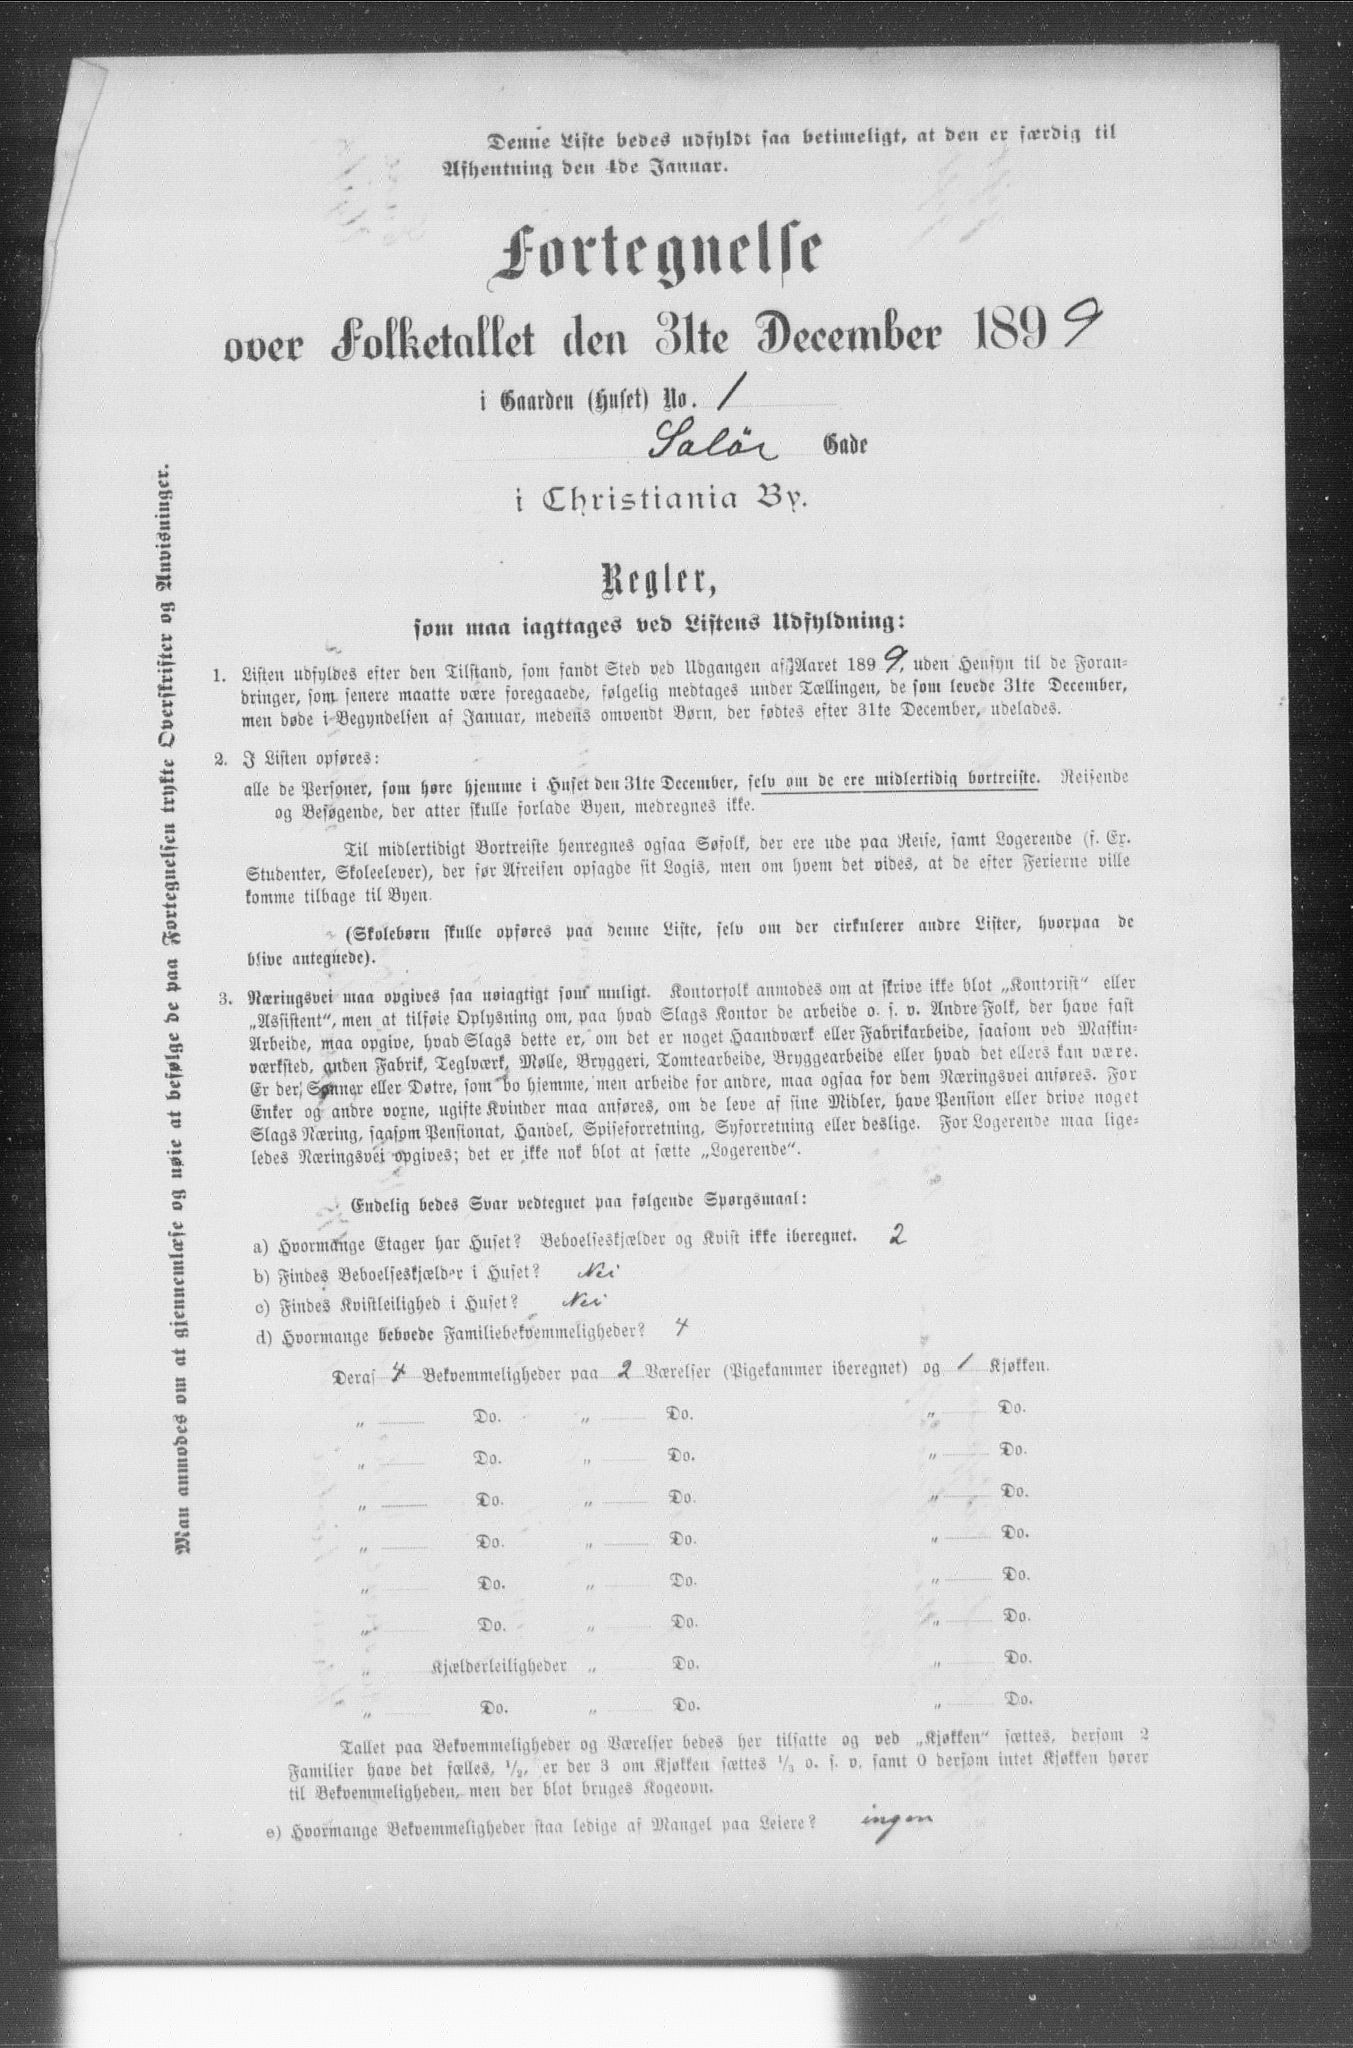 Denne Liste bedes udfyldt saa betimeligt, at den er færdig til
Afhentning den 4de Januar.
Fortegnelse
over Folketallet den 31te December 1899
i Gaarden (Huset) No. 1
Solör Gade
i Christiania By.
Regler,
som maa iagttages ved Listens Udfyldning:
1. Listen udfyldes efter den Tilstand, som fandt Sted ved Udgangen af Aaret 1899, uden Hensyn til de Foran-
dringer, som senere maatte være foregaaede, følgelig medtages under Tællingen, de som levede 31te December,
men døde i Begyndelsen af Januar, medens omvendt Børn, der fødtes efter 31te December, udelades.
2. I Listen opføres:
alle de Personer, som høre hjemme i Huset den 31te December, selv om de ere midlertidig bortreiste. Reisende
og Besøgende, der atter skulle forlade Byen, medregnes ikke.
Til midlertidigt Bortreiste henregnes ogsaa Søfolk, der ere ude paa Reise, samt Logerende (f. Ex.
Studenter, Skoleelever), der før Afreisen opsagde sit Logis, men om hvem det vides, at de efter Ferierne ville
komme tilbage til Byen.
(Skolebørn skulle opføres paa denne Liste, selv om der cirkulerer andre Lister, hvorpaa de
blive antegnede).
3. Næringsvei maa opgives saa nøiagtigt som muligt. Kontorfolk anmodes om at skrive ikke blot „Kontorist“ eller
„Assistent“, men at tilføie Oplysning om, paa hvad Slags Kontor de arbeide o. s. v. Andre Folk, der have fast
Arbeide, maa opgive, hvad Slags dette er, om det er noget Haandværk eller Fabrikarbeide, saasom ved Maskin-
værksted, anden Fabrik, Teglværk, Mølle, Bryggeri, Tomtearbeide, Bryggearbeide eller hvad det ellers kan være.
Er der, Sønner eller Døtre, som bo hjemme, men arbeide for andre, maa ogsaa for dem Næringsvei anføres. For
Enker og andre voxne, ugifte Kvinder maa anføres, om de leve af sine Midler, have Pension eller drive noget
Slags Næring, saasom Pensionat, Handel, Spiseforretning, Syforretning eller deslige. For Logerende maa lige-
ledes Næringsvei opgives; det er ikke nok blot at sætte „Logerende“.
Endelig bedes Svar vedtegnet paa følgende Spørgsmaal:
a) Hvormange Etager har Huset? Beboelseskjælder og Kvist ikke iberegnet. 2
b) Findes Beboelseskjælder i Huset? Nei
c) Findes Kvistleilighed i Huset? Nei
d) Hvormange beboede Familiebekvemmeligheder? 4
Deraf 4 Bekvemmeligheder paa 2 Værelser (Pigekammer iberegnet) og 1 Kjøkken.
„ Do. „ Do. „ Do.
„ Do. „ Do. „ Do.
„ Do. „ Do. „ Do.
„ Do. „ Do. „ Do.
„ Do. „ Do. „ Do.
„ Do. „ Do. „ Do.
„ Kjælderleiligheder „ Do. „ Do.
„ Do. „ Do. „ Do.
Tallet paa Bekvemmeligheder og Værelser bedes her tilsatte og ved „Kjøkken“ sættes, dersom 2
Familier have det fælles, 1/2, er der 3 om Kjøkken sættes 1/3 o. s. v. samt 0 dersom intet Kjøkken hører
til Bekvemmeligheden, men der blot bruges Kogeovn.
e) Hvormange Bekvemmeligheder staa ledige af Mangel paa Leiere? ingen
Man anmodes om at gjennemlæse og nøie at befølge de paa Fortegnelsen trykte Overskrifter og Anvisninger.